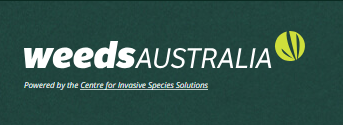 weedsAUSTRALIA
Powered by the Centre for Invasive Species Solutions